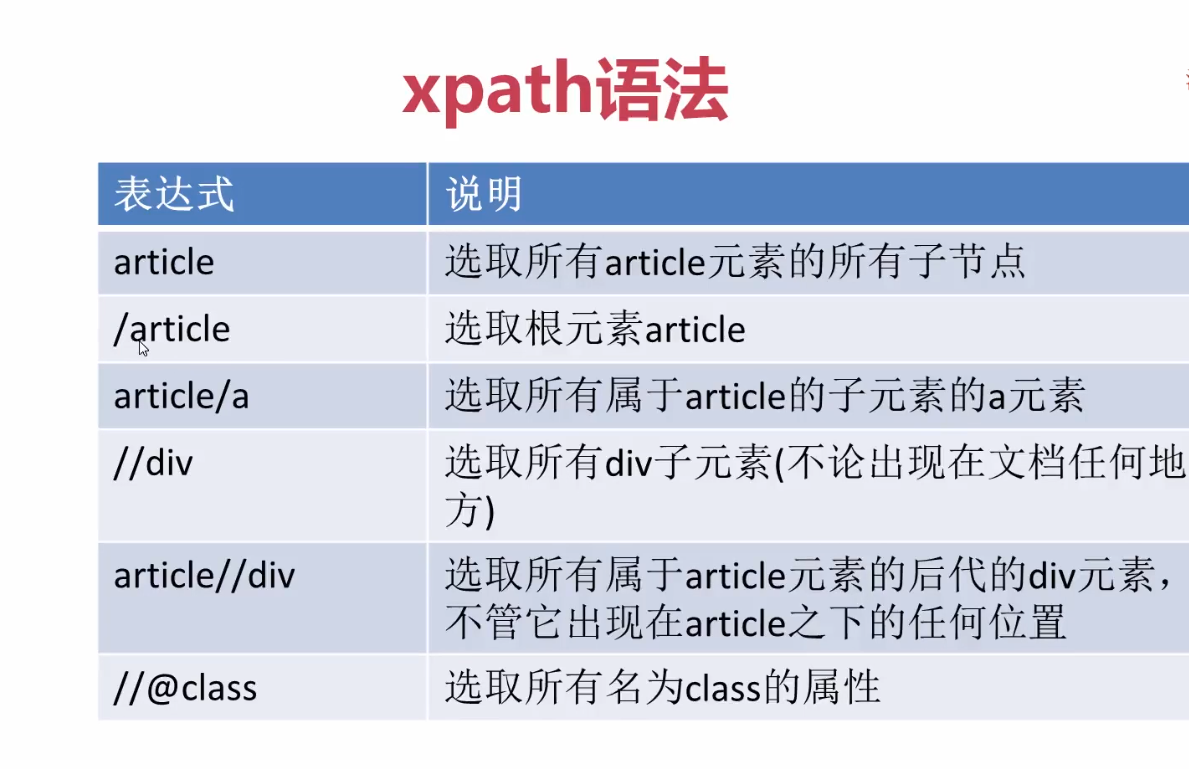 xpath语法
表达式 说明
article 选取所有article元素的所有子节点
/article 选取根元素article
article/a 选取所有属于article的子元素的a元素
//div 选取所有div子元素(不论出现在文档任何地
方)
article//div 选取所有属于article元素的后代的div元素，
不管它出现在article之下的任何位置
//@class 选取所有名为class的属性